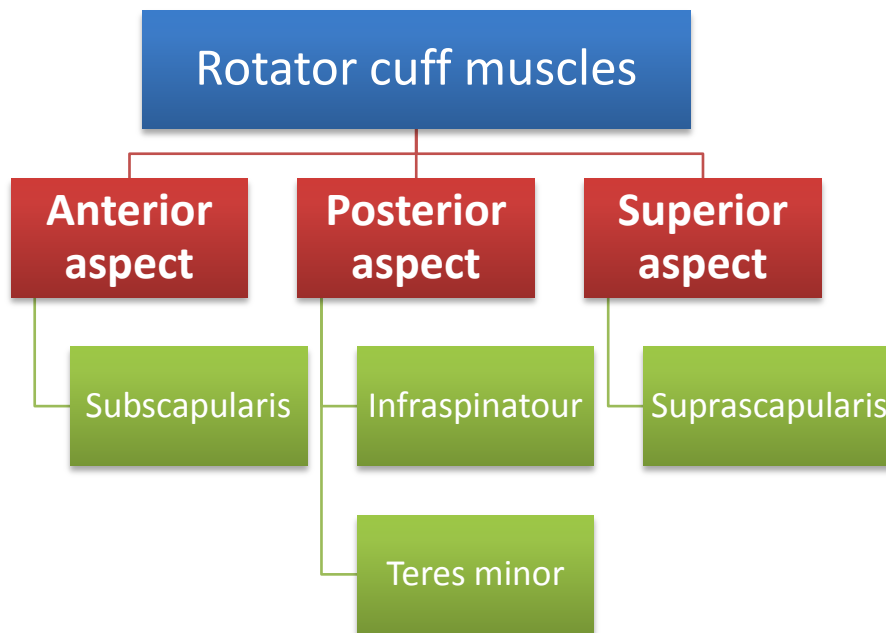 Rotator cuff muscles
Anterior
aspect
Posterior
aspect
Superior
aspect
Subscapularis
Infraspinatour
Suprascapularis
Teres minor